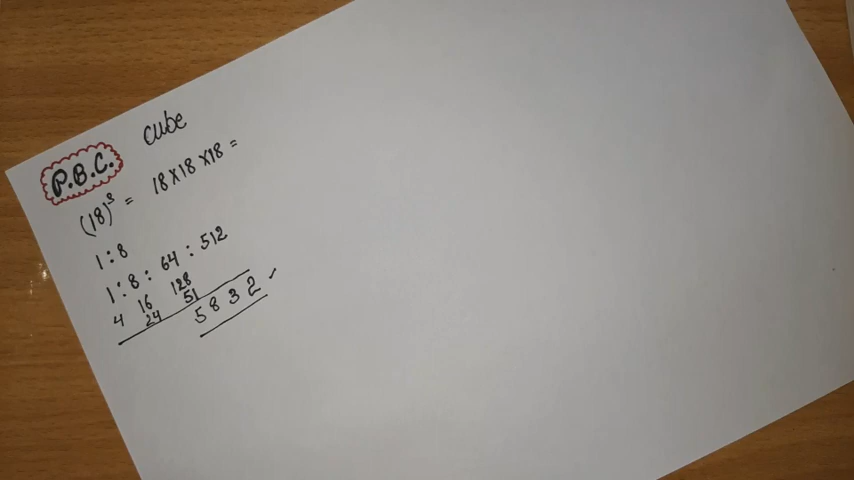 cube
P.B.C.
(18)³ = 18×18×18 =
1:8
1:8: 64 : 512
16 128
4 24 51
5 8 3 2 ✓